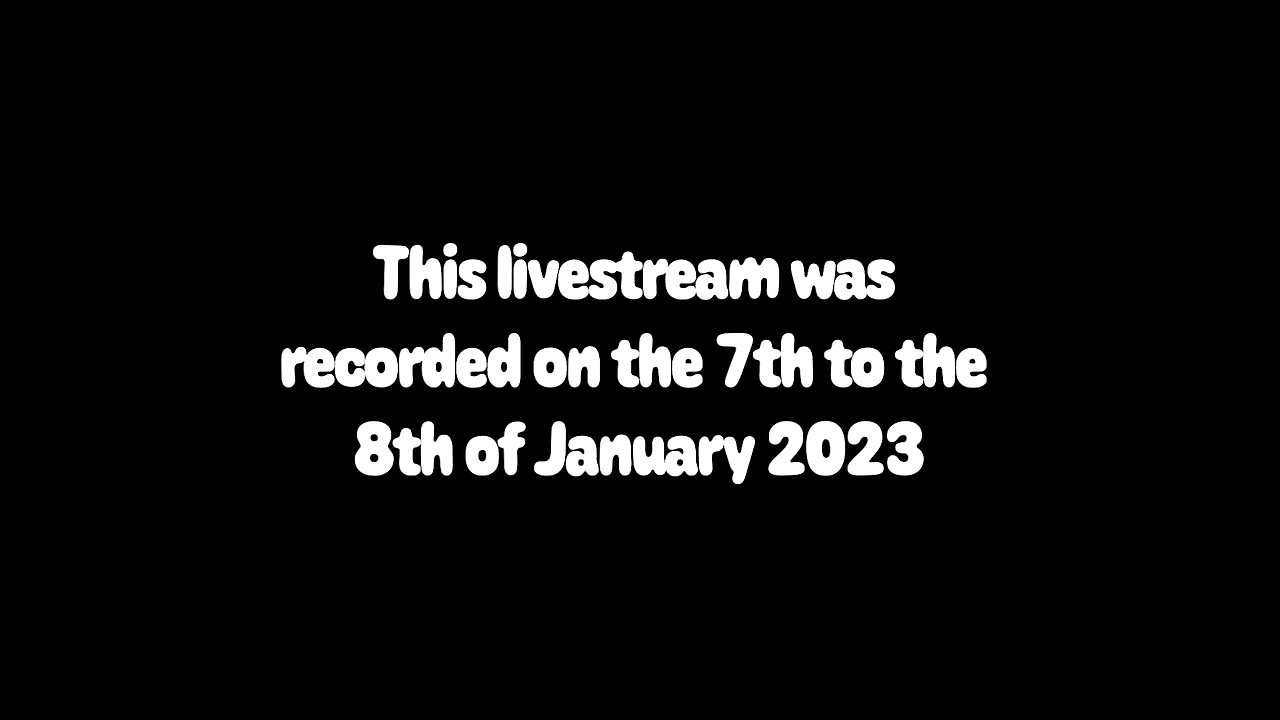 This livestream was
recorded on the 7th to the
8th of January 2023